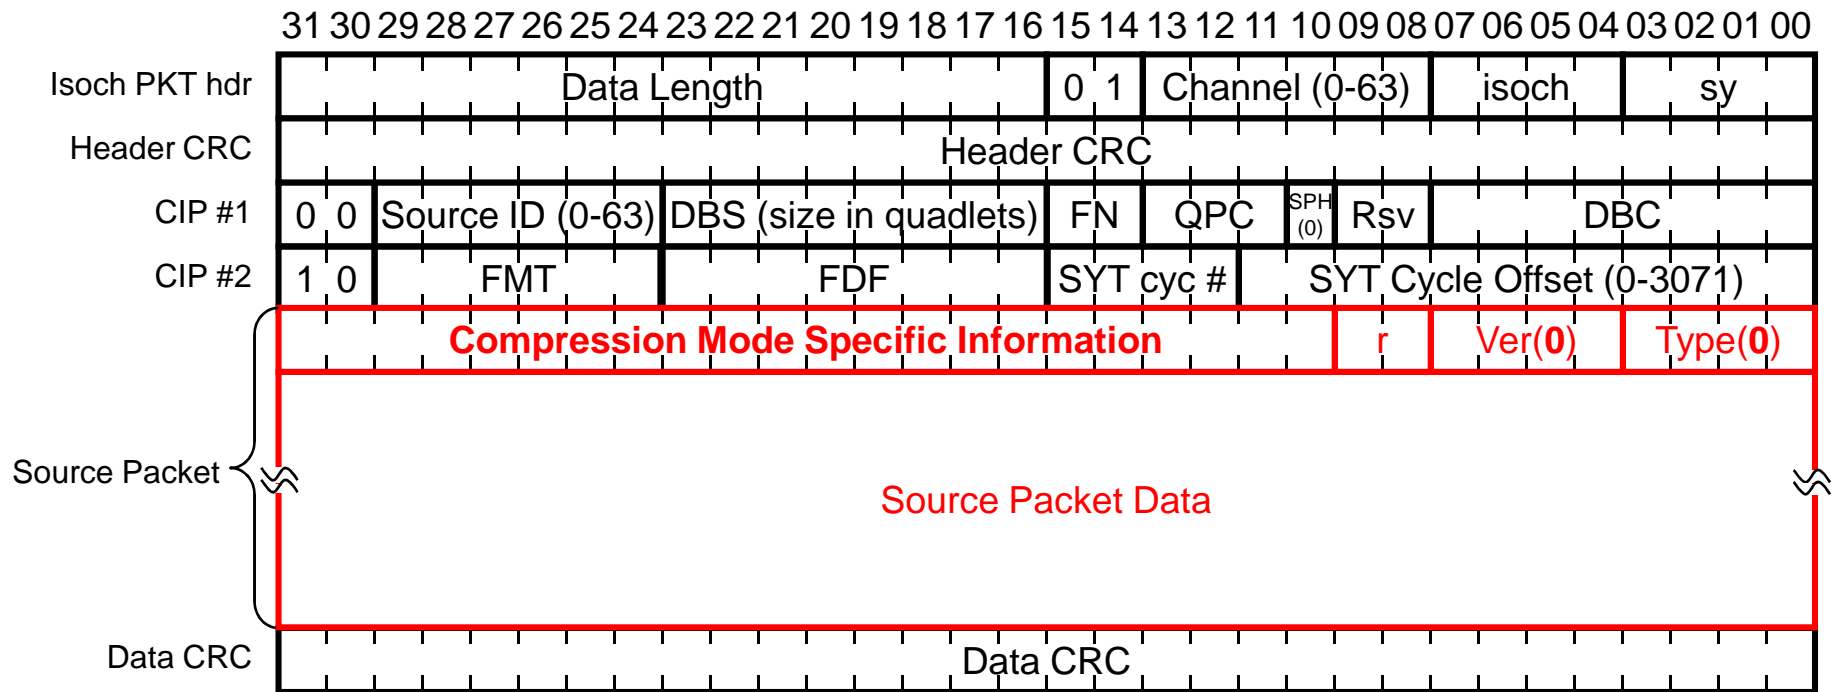 31 30 29 28 27 26 25 24 23 22 21 20 19 18 17 16 15 14 13 12 11 10 09 08 07 06 05 04 03 02 01 00
Isoch PKT hdr Data Length 0 1 Channel (0-63) isoch sy
Header CRC Header CRC
CIP #1 0 0 Source ID (0-63) DBS (size in quadlets) FN QPC SPH (0) Rsv DBC
CIP #2 1 0 FMT FDF SYT cyc # SYT Cycle Offset (0-3071)
Compression Mode Specific Information r Ver(0) Type(0)
Source Packet
Source Packet Data
Data CRC Data CRC